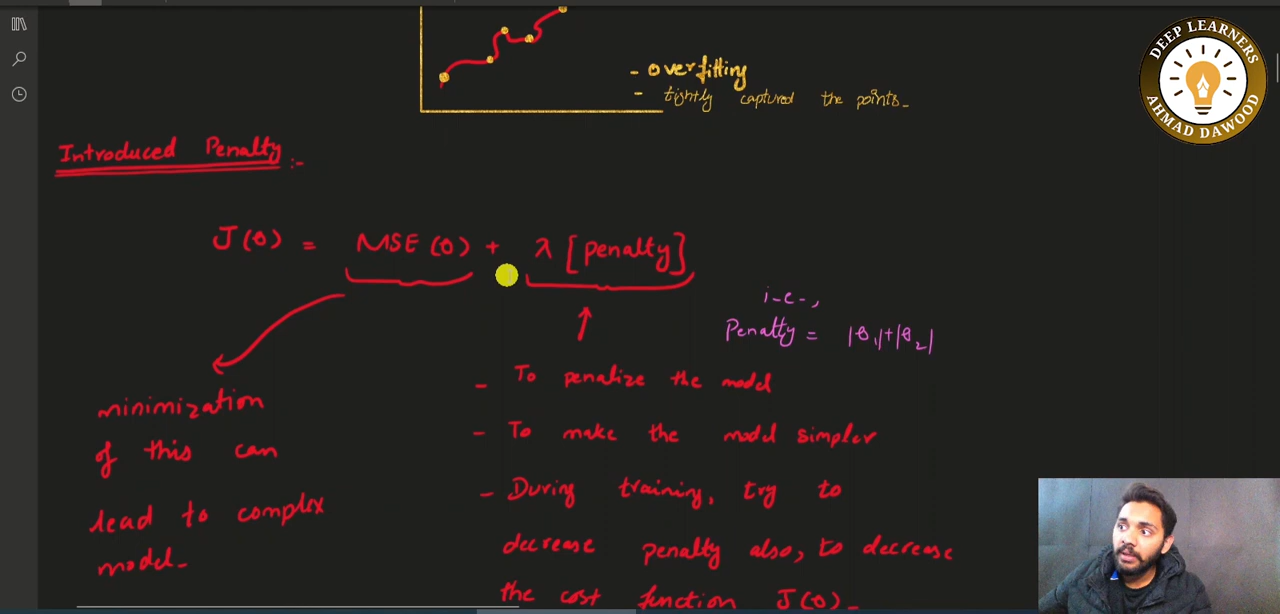 DEEP LEARNERS
AHMAD DAWOOD
- overfitting
- tightly captured the points-
Introduced Penalty :-
J(θ) = MSE(θ) + λ [penalty]
i-e-,
Penalty = |θ₁|+|θ₂|
minimization
of this can
lead to complex
model-
- To penalize the model
- To make the model simpler
- During training, try to
decrease penalty also, to decrease
the cost function J(θ)-